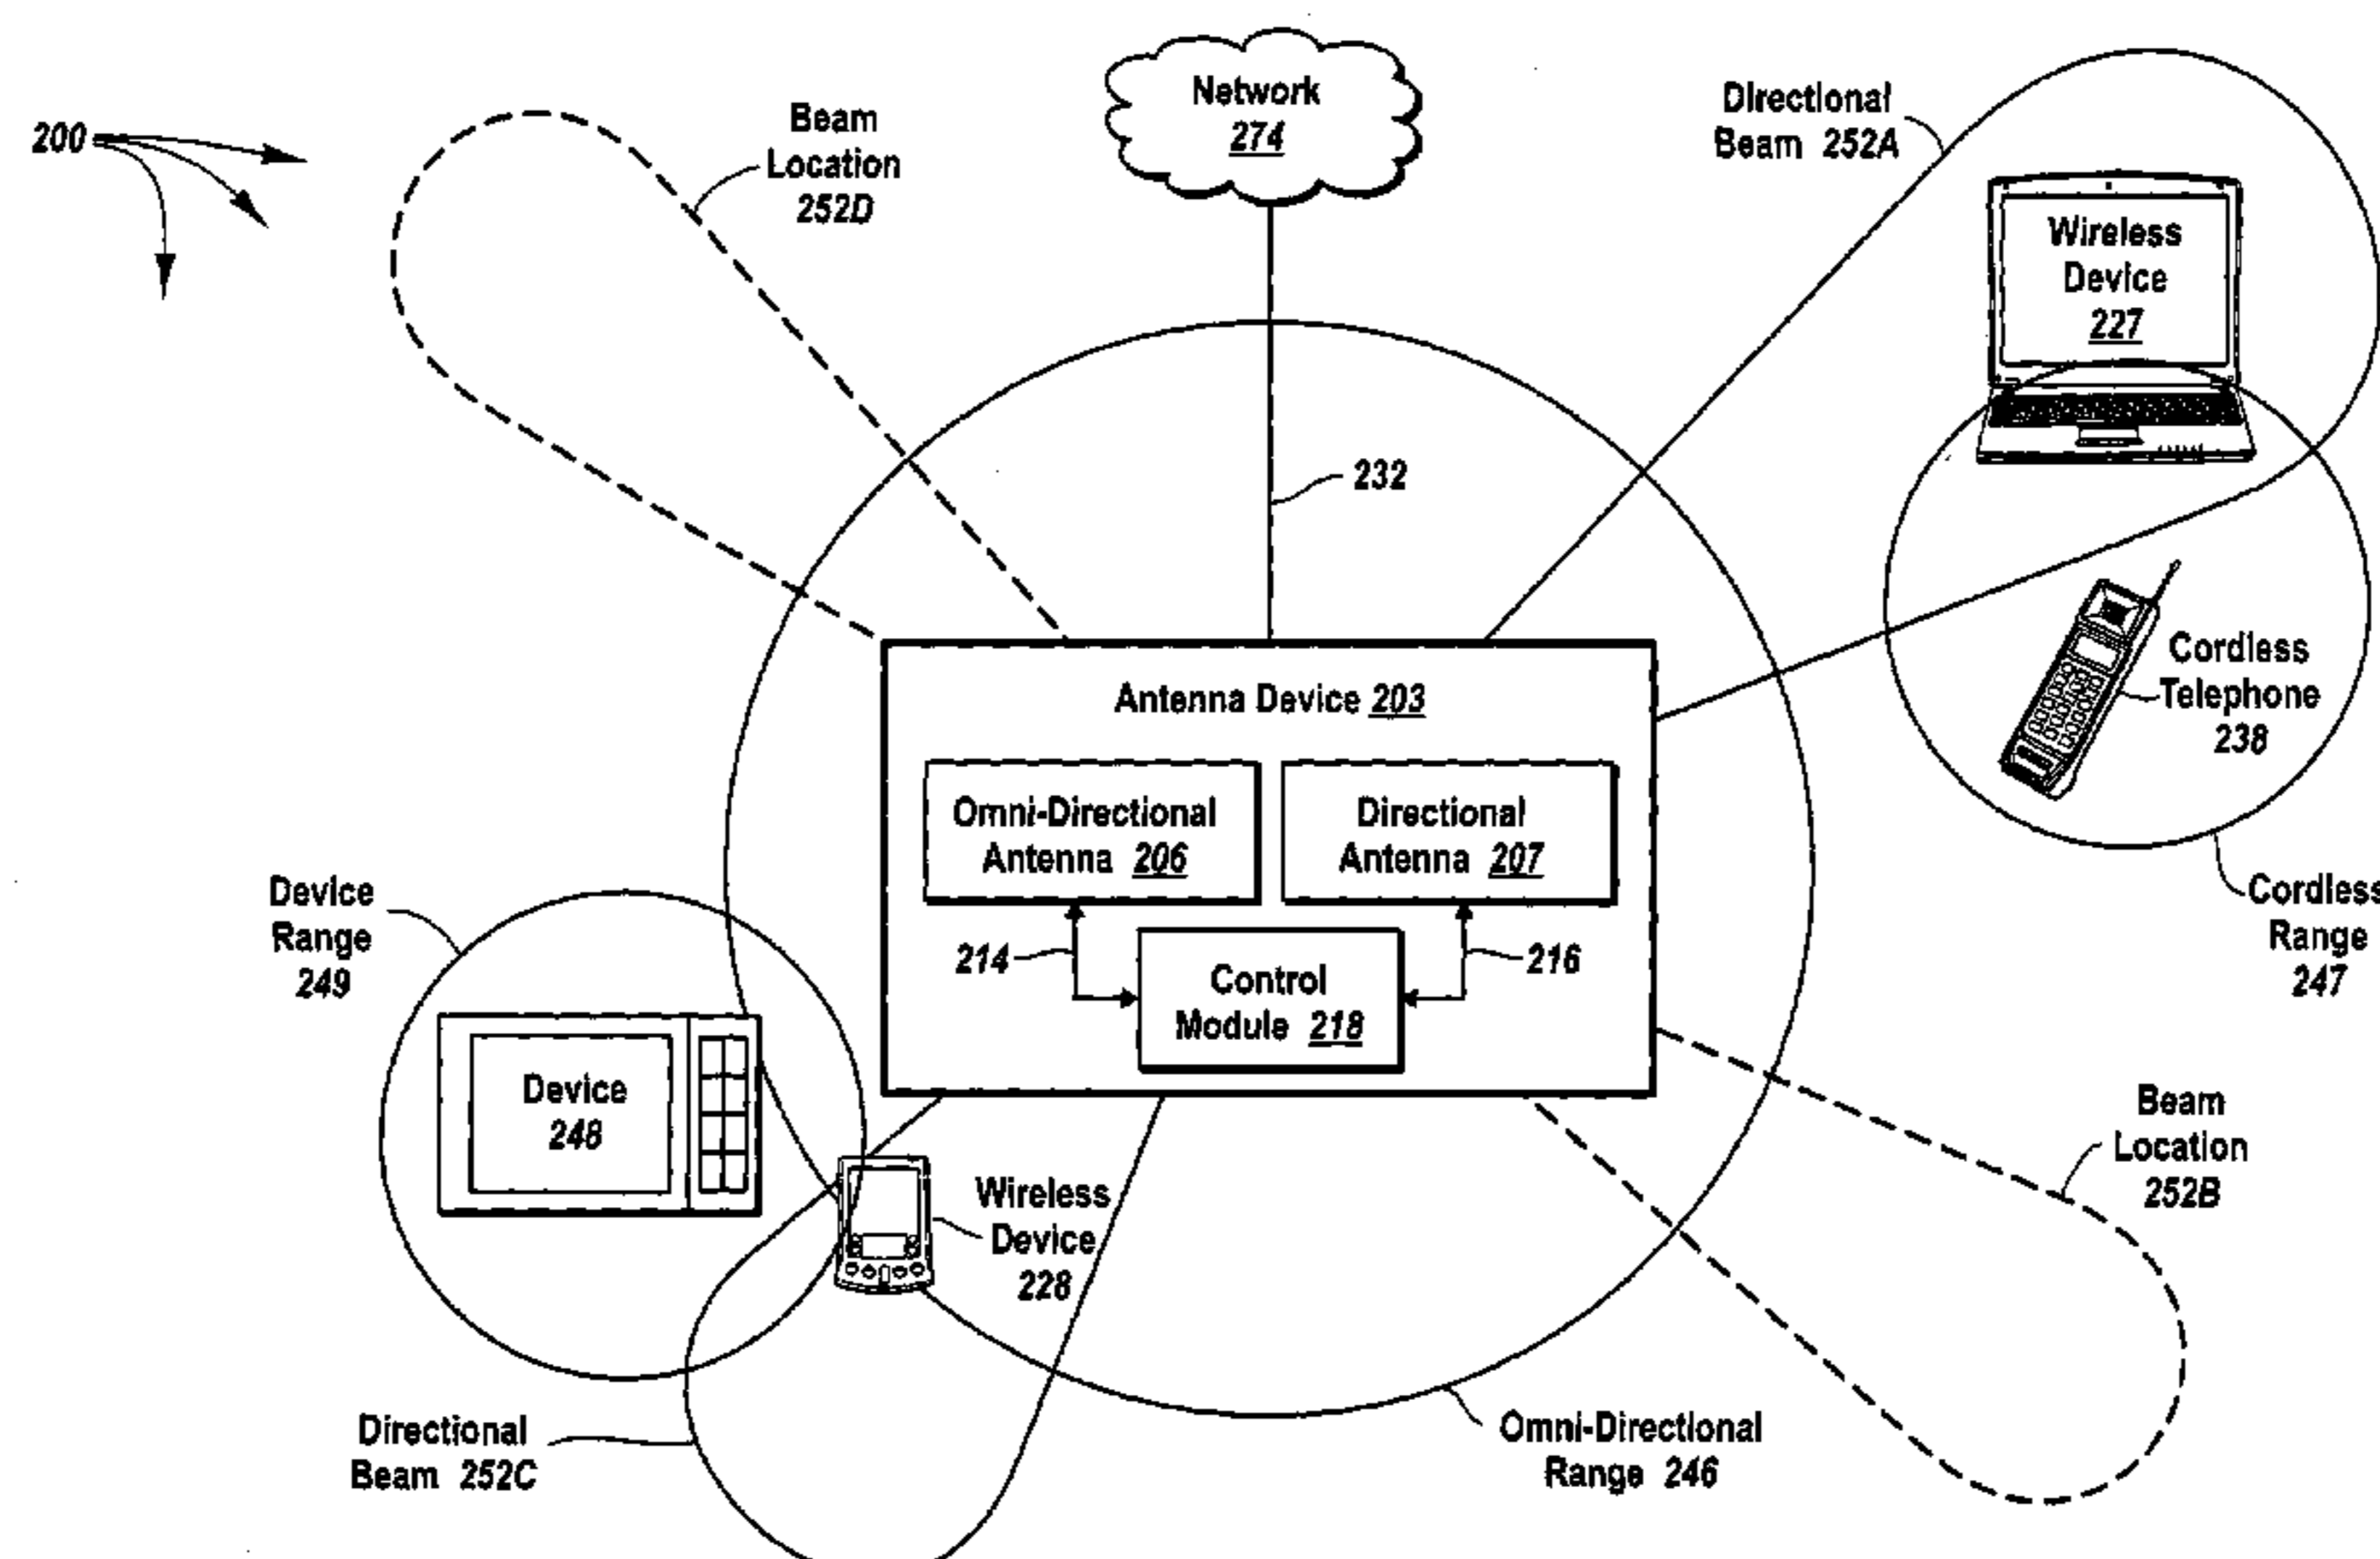 200
Beam
Location
252D
Network
274
Directional
Beam 252A
Wireless
Device
227
232
Antenna Device 203
Omni-Directional
Antenna 206
Directional
Antenna 207
214
Control
Module 218
216
Cordless
Telephone
238
Cordless
Range
247
Device
Range
249
Device
248
Wireless
Device
228
Beam
Location
252B
Directional
Beam 252C
Omni-Directional
Range 246